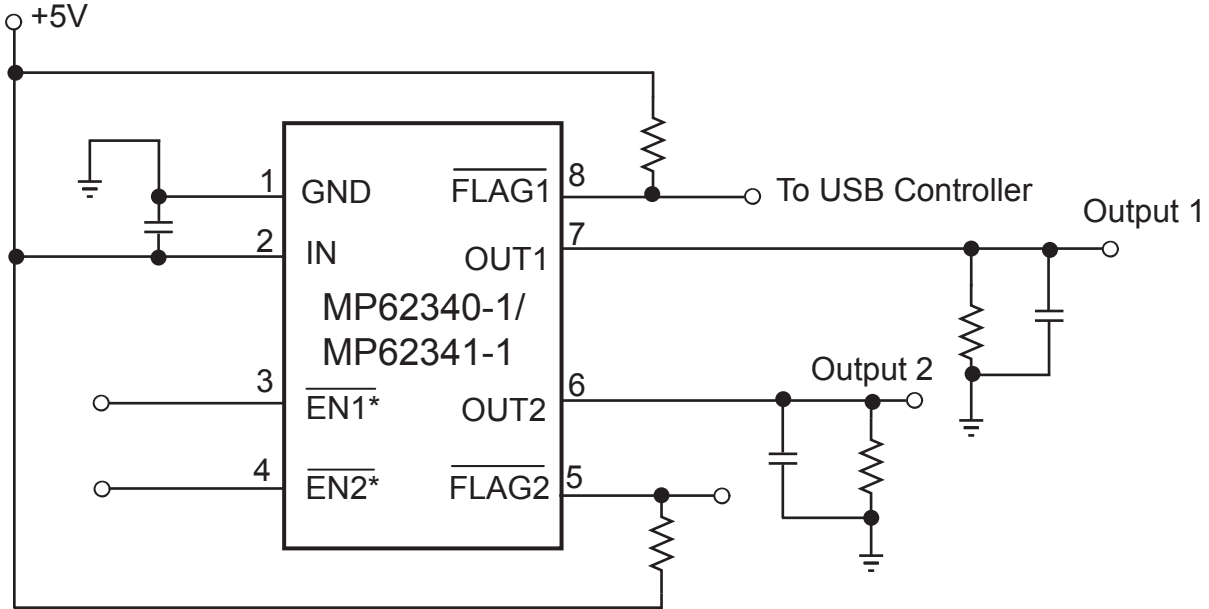 +5V
1 GND
2 IN
3 EN1*
4 EN2*
MP62340-1/
MP62341-1
FLAG1 8
OUT1 7
OUT2 6
FLAG2 5
To USB Controller
Output 1
Output 2